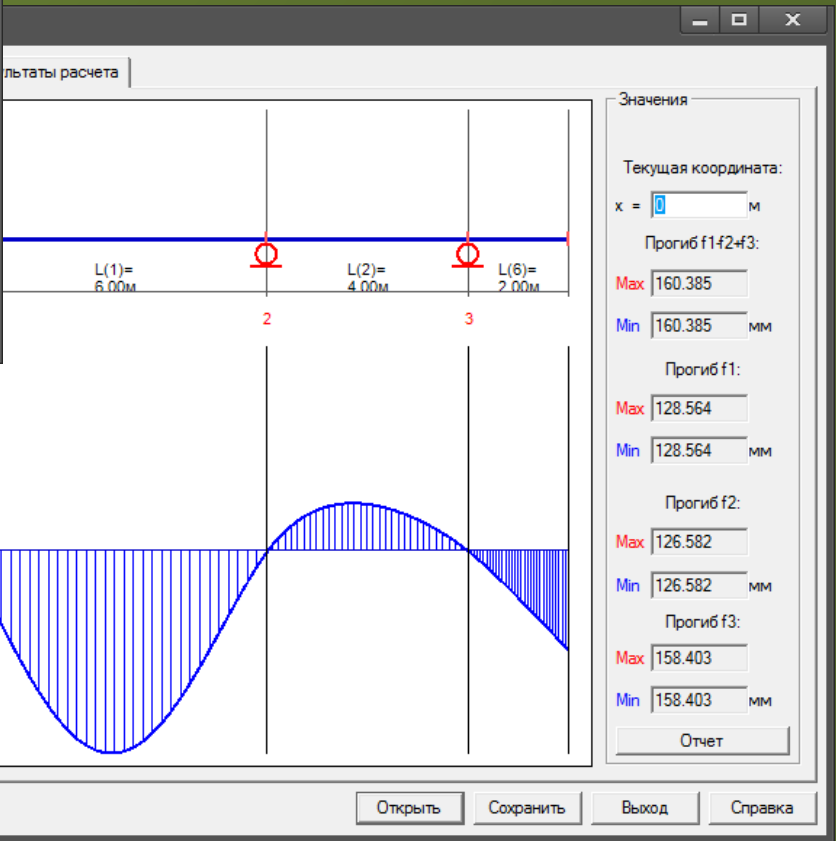 льтаты расчета
Значения
Текущая координата:
x = 0 м
Прогиб f1-f2+f3:
Max 160.385
Min 160.385 мм
Прогиб f1:
Max 128.564
Min 128.564 мм
Прогиб f2:
Max 126.582
Min 126.582 мм
Прогиб f3:
Max 158.403
Min 158.403 мм
Отчет
L(1)=
6.00м
L(2)=
4.00м
L(6)=
2.00м
2
3
Открыть
Сохранить
Выход
Справка